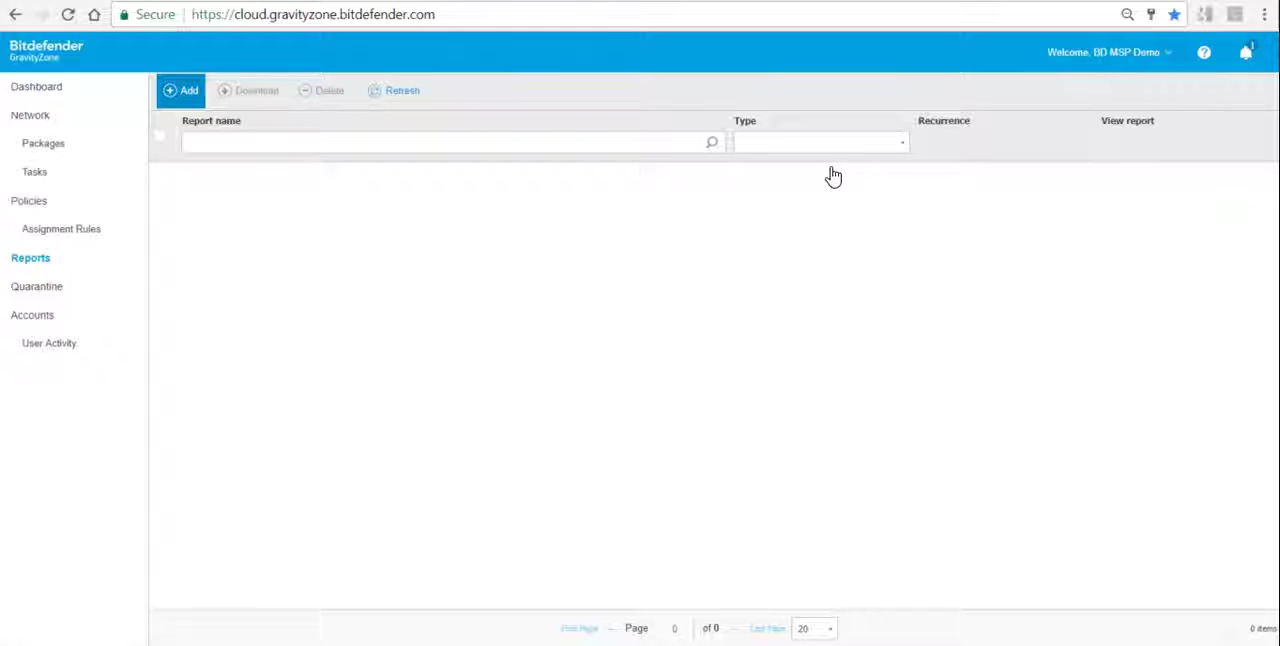 Secure https://cloud.gravityzone.bitdefender.com
Bitdefender
GravityZone
Welcome, BD MSP Demo
1
Dashboard
Network
Packages
Tasks
Policies
Assignment Rules
Reports
Quarantine
Accounts
User Activity
Add Download Delete Refresh
Report name Type Recurrence View report
First Page Page 0 of 0 Last Page 20 0 items